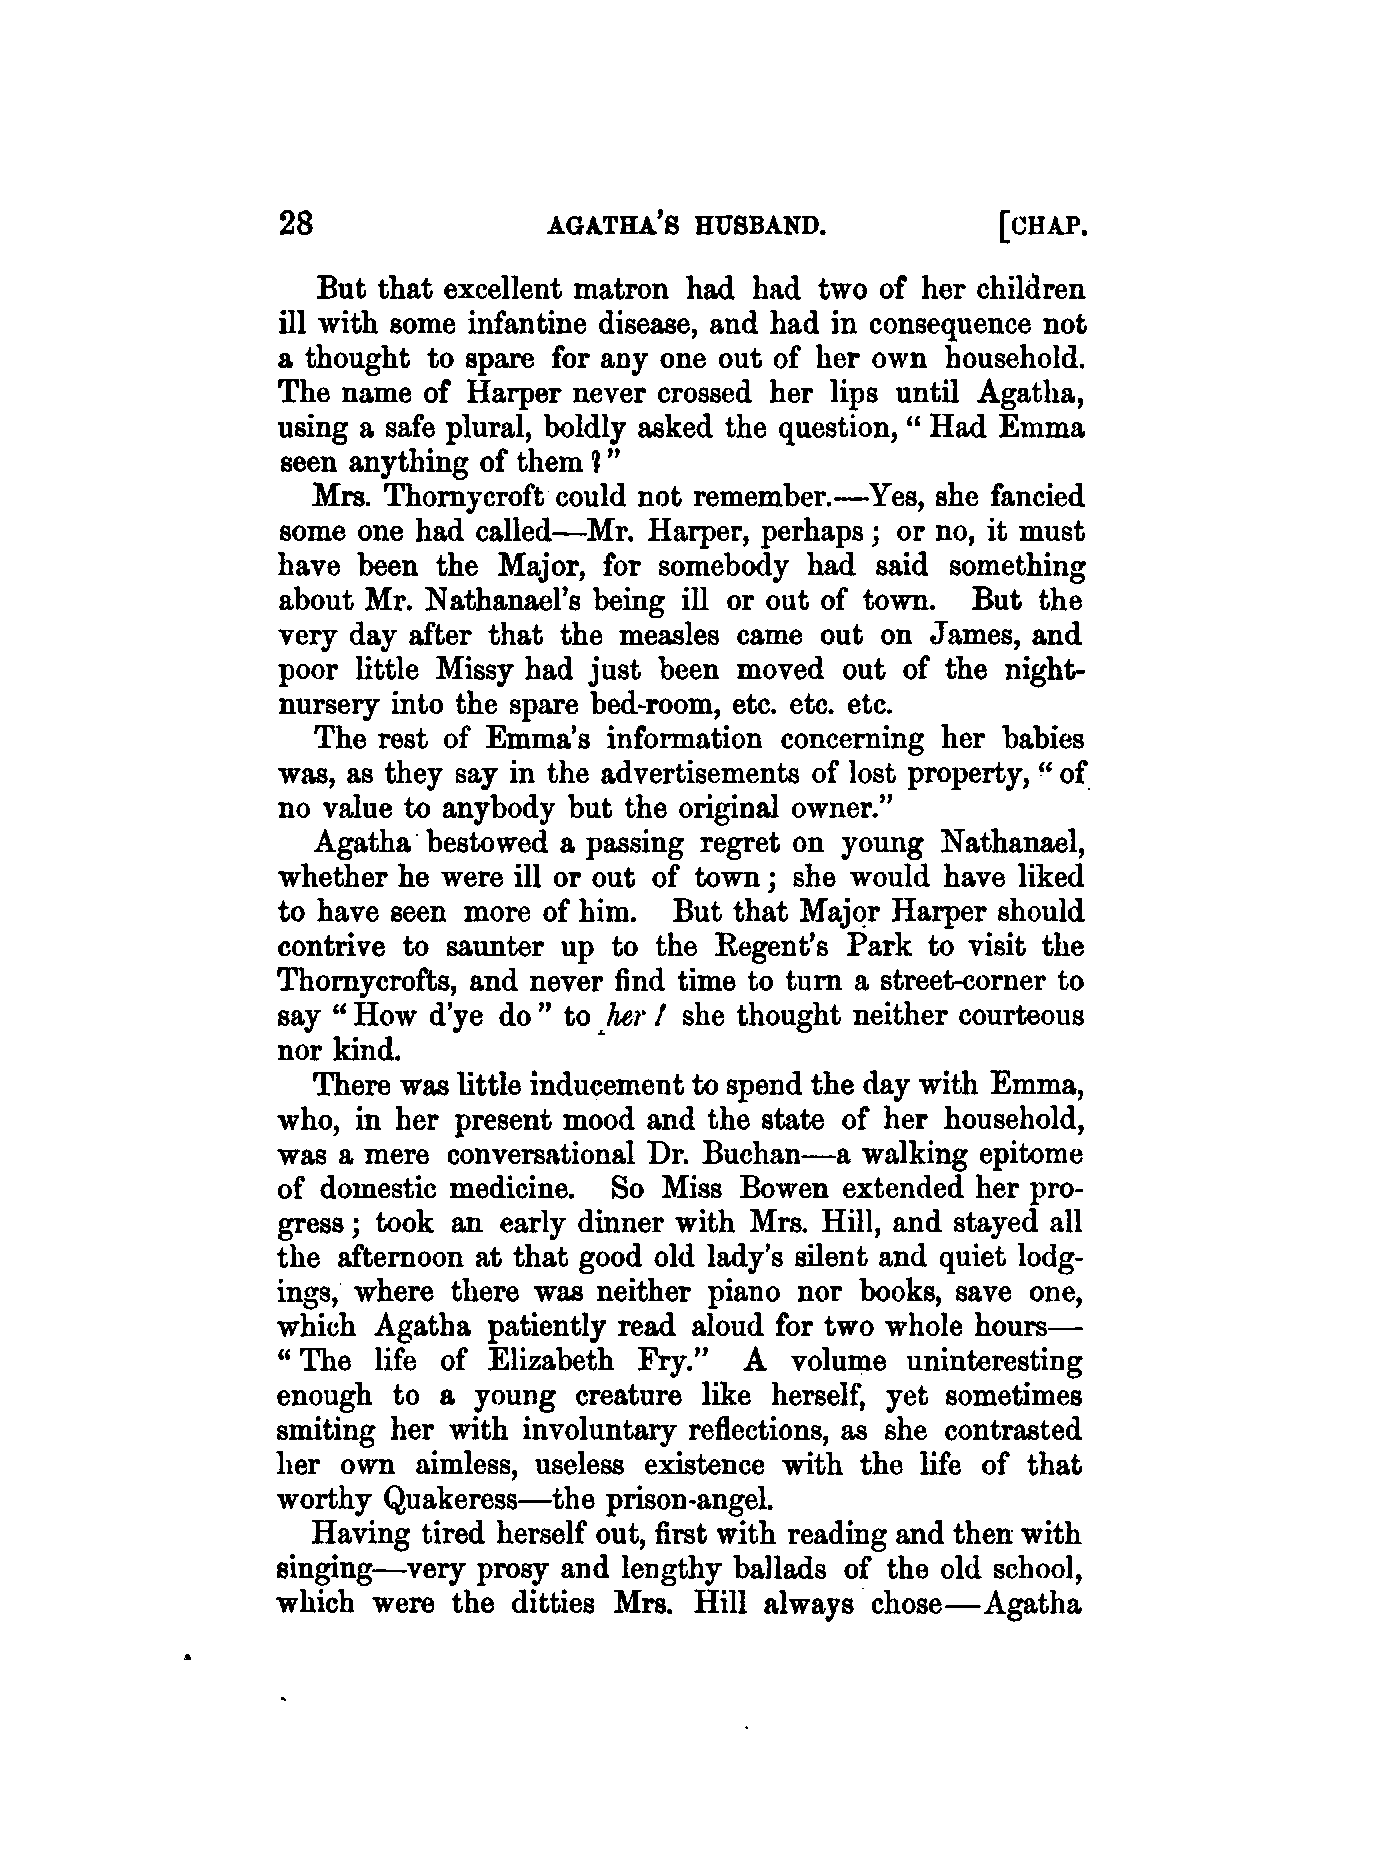 28 AGATHA'S HUSBAND. [CHAP.
But that excellent matron had had two of her children
ill with some infantine disease, and had in consequence not
a thought to spare for any one out of her own household.
The name of Harper never crossed her lips until Agatha,
using a safe plural, boldly asked the question, "Had Emma
seen anything of them?"
Mrs. Thornycroft could not remember.—Yes, she fancied
some one had called—Mr. Harper, perhaps; or no, it must
have been the Major, for somebody had said something
about Mr. Nathanael's being ill or out of town. But the
very day after that the measles came out on James, and
poor little Missy had just been moved out of the night-
nursery into the spare bed-room, etc. etc. etc.
The rest of Emma's information concerning her babies
was, as they say in the advertisements of lost property, "of
no value to anybody but the original owner."
Agatha bestowed a passing regret on young Nathanael,
whether he were ill or out of town; she would have liked
to have seen more of him. But that Major Harper should
contrive to saunter up to the Regent's Park to visit the
Thornycrofts, and never find time to turn a street-corner to
say "How d'ye do" to her! she thought neither courteous
nor kind.
There was little inducement to spend the day with Emma,
who, in her present mood and the state of her household,
was a mere conversational Dr. Buchan—a walking epitome
of domestic medicine. So Miss Bowen extended her pro-
gress; took an early dinner with Mrs. Hill, and stayed all
the afternoon at that good old lady's silent and quiet lodg-
ings, where there was neither piano nor books, save one,
which Agatha patiently read aloud for two whole hours—
"The life of Elizabeth Fry." A volume uninteresting
enough to a young creature like herself, yet sometimes
smiting her with involuntary reflections, as she contrasted
her own aimless, useless existence with the life of that
worthy Quakeress—the prison-angel.
Having tired herself out, first with reading and then with
singing—very prosy and lengthy ballads of the old school,
which were the ditties Mrs. Hill always chose—Agatha